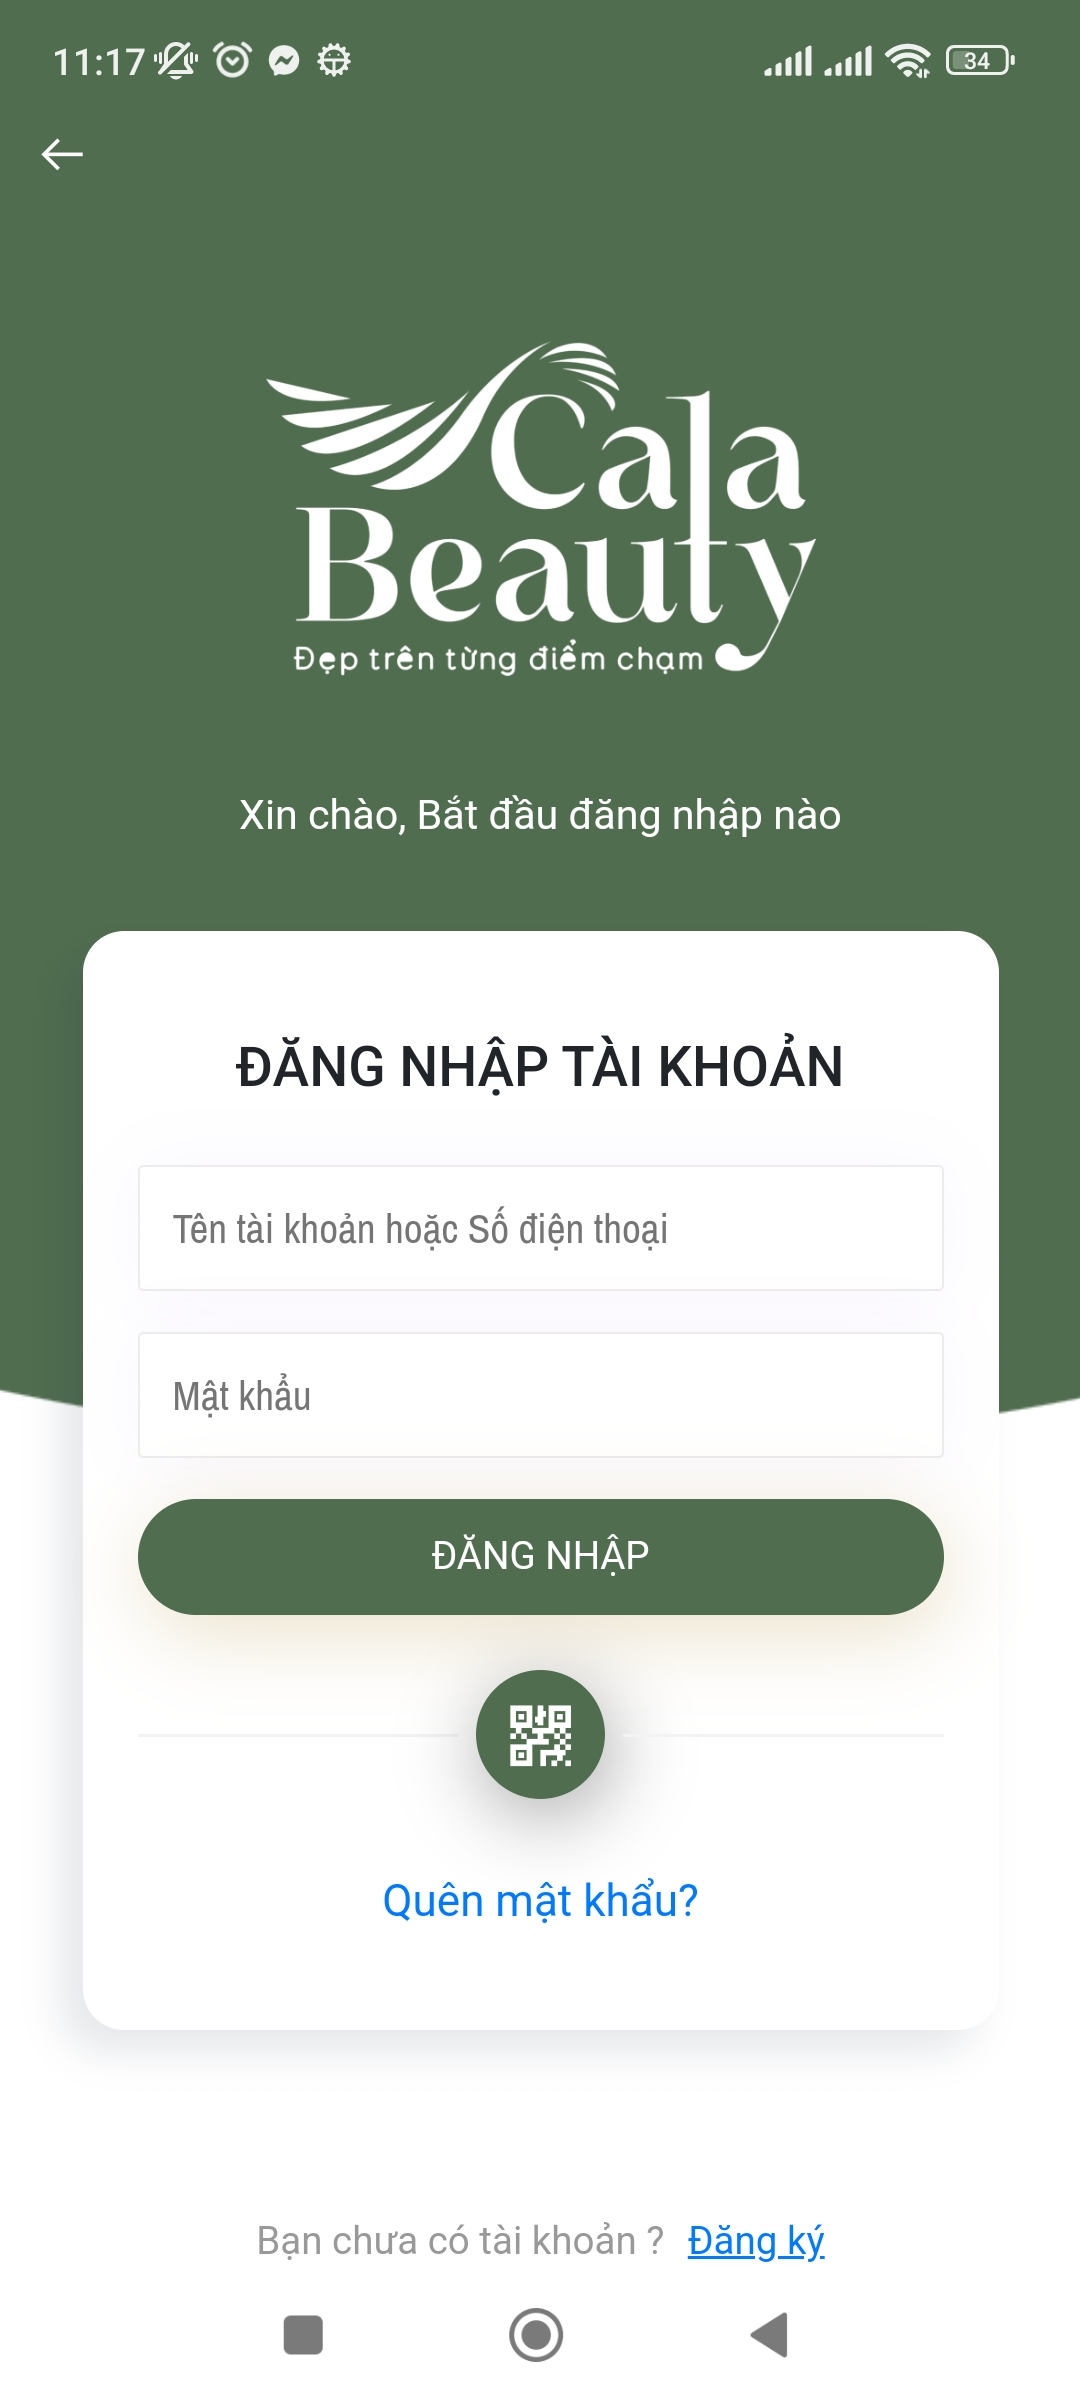 11:17
34
Cala
Beauty
Đẹp trên từng điểm chạm
Xin chào, Bắt đầu đăng nhập nào
ĐĂNG NHẬP TÀI KHOẢN
Tên tài khoản hoặc Số điện thoại
Mật khẩu
ĐĂNG NHẬP
Quên mật khẩu?
Bạn chưa có tài khoản ? Đăng ký